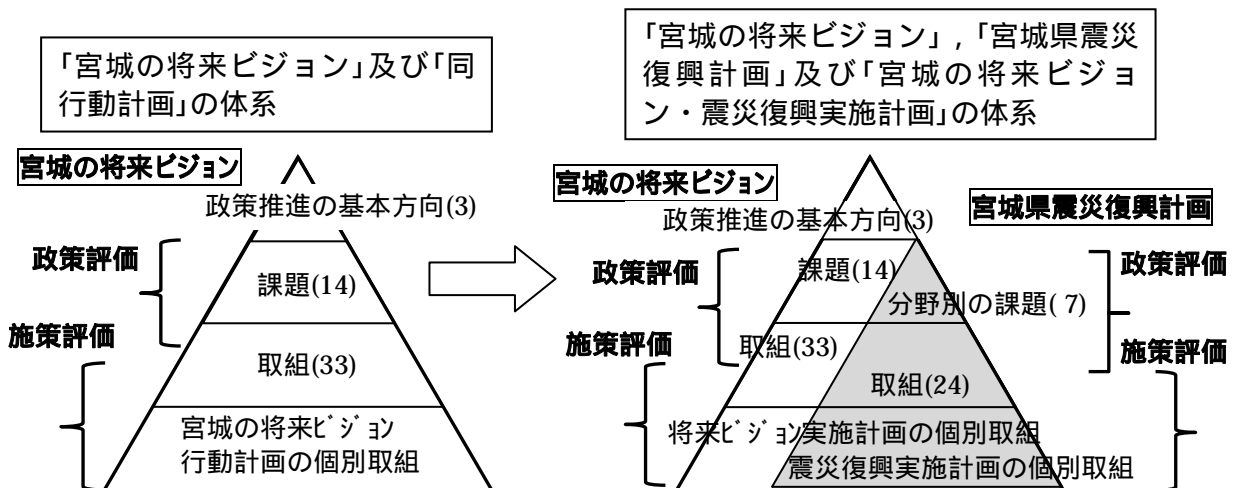 「宮城の将来ビジョン」及び「同
行動計画」の体系
宮城の将来ビジョン
政策推進の基本方向(3)
政策評価
課題(14)
施策評価
取組(33)
宮城の将来ﾋﾞｼﾞｮﾝ
行動計画の個別取組
「宮城の将来ビジョン」,「宮城県震災
復興計画」及び「宮城の将来ビジョ
ン・震災復興実施計画」の体系
宮城の将来ビジョン
政策推進の基本方向(3)
宮城県震災復興計画
政策評価
課題(14)
政策評価
分野別の課題( 7)
施策評価
取組(33)
施策評価
取組(24)
将来ﾋﾞｼﾞｮﾝ実施計画の個別取組
震災復興実施計画の個別取組